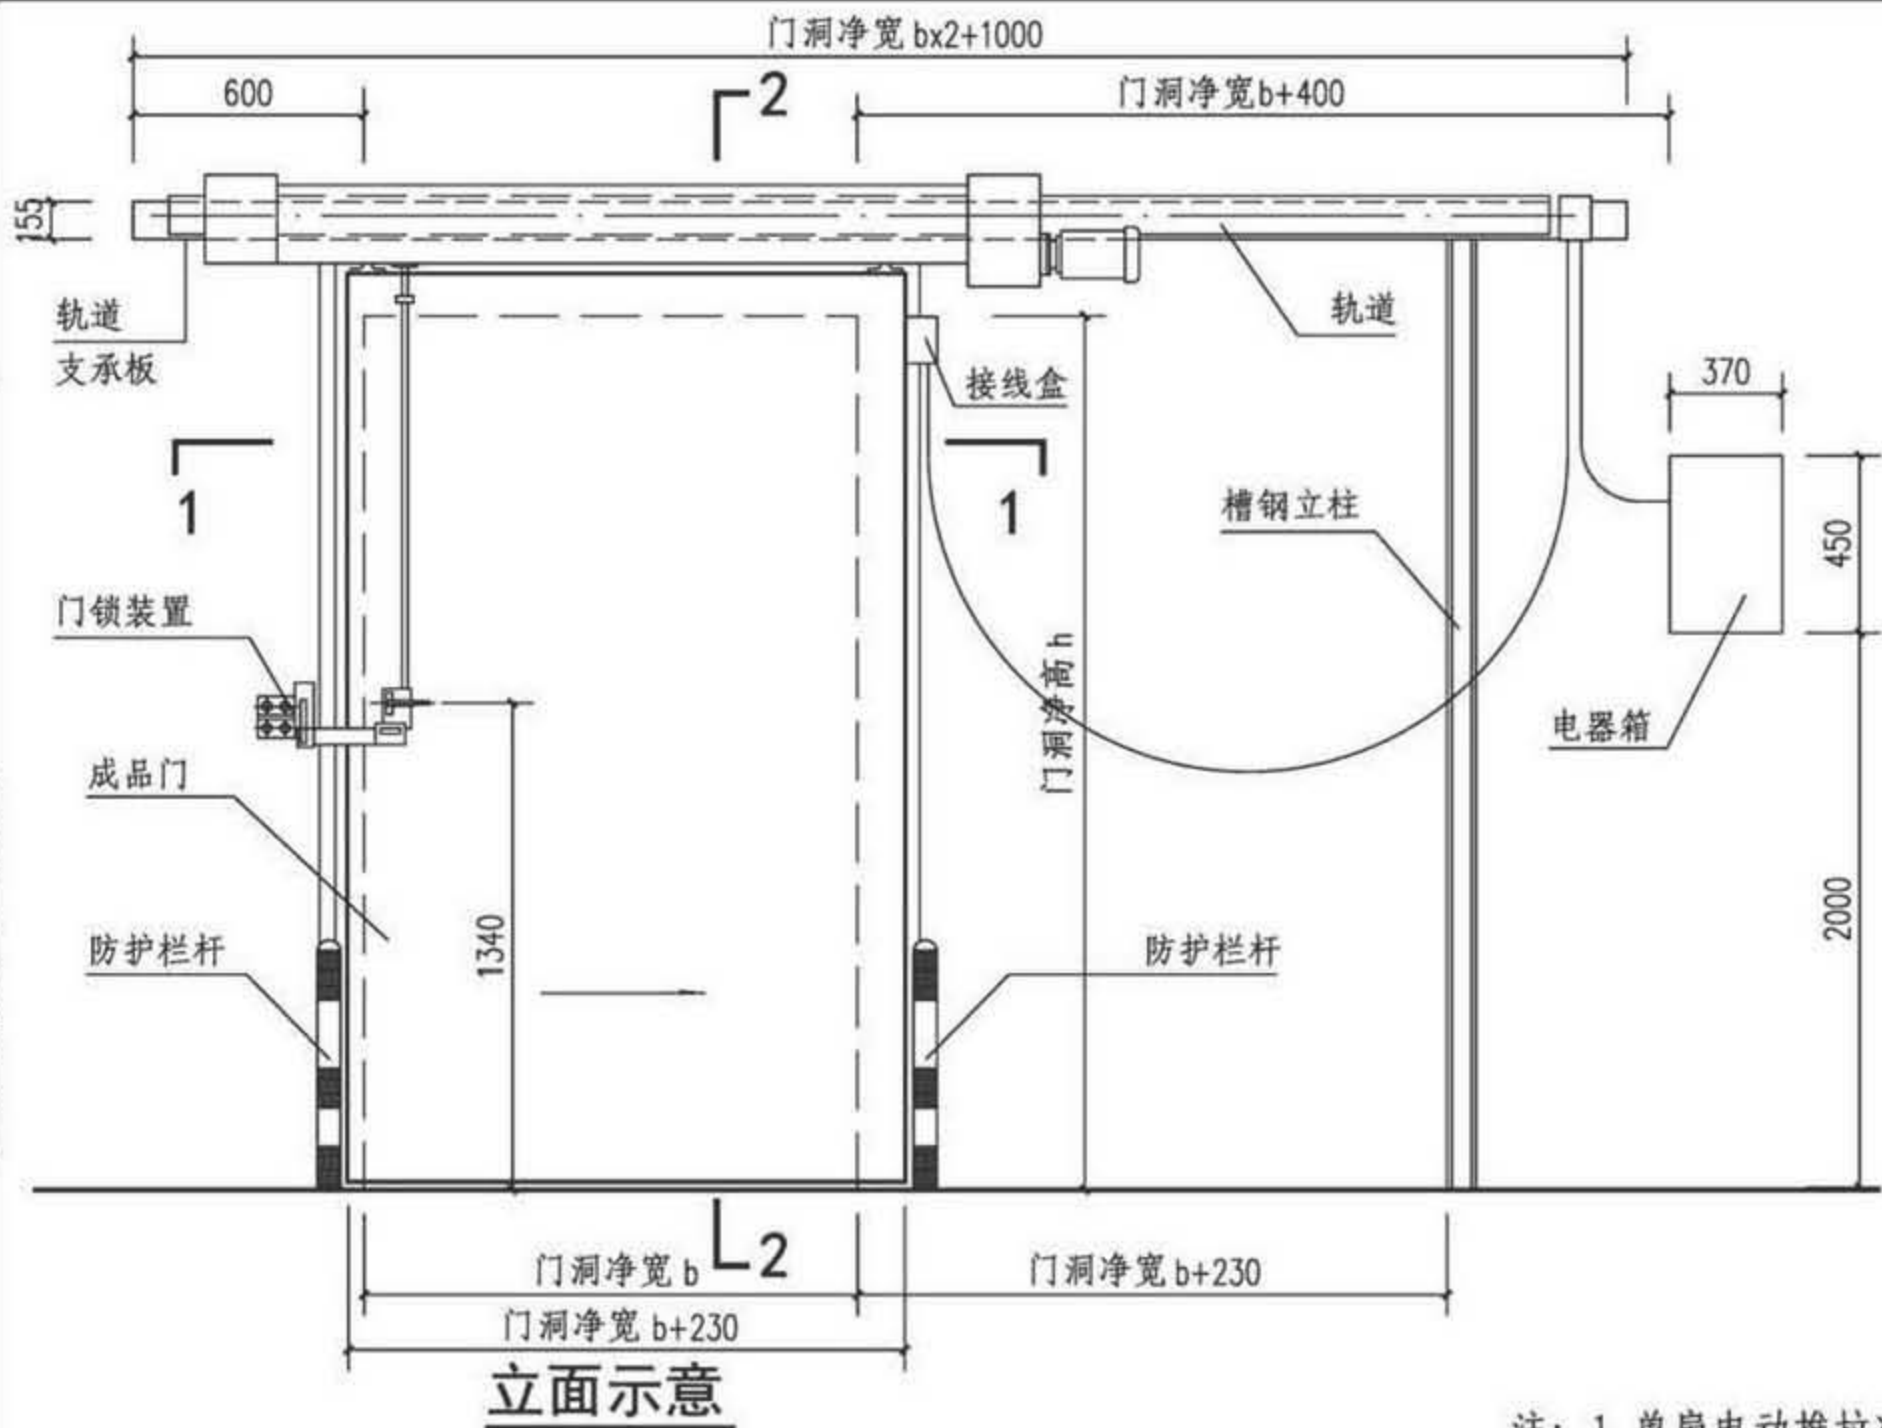 门洞净宽 bx2+1000
600
2
门洞净宽b+400
155
轨道
支承板
轨道
接线盒
370
1
1
槽钢立柱
450
门锁装置
门洞净高 h
电器箱
成品门
防护栏杆
1340
防护栏杆
2000
2
门洞净宽 b
门洞净宽 b+230
门洞净宽 b+230
立面示意